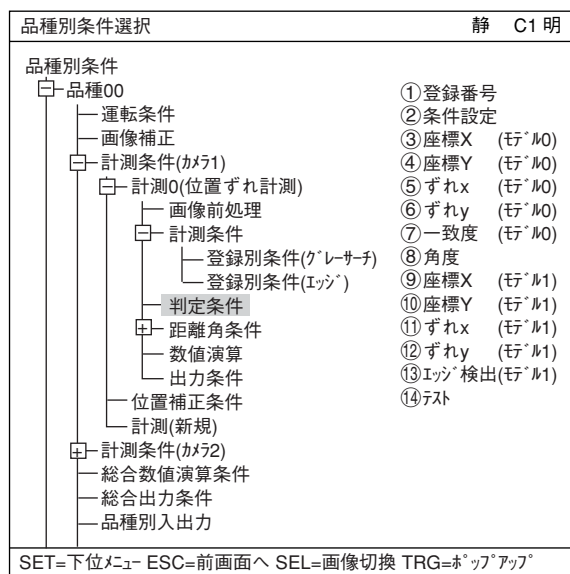 品種別条件選択 静 C1 明
品種別条件
品種00
運転条件
画像補正
計測条件(ｶﾒﾗ1)
計測0(位置ずれ計測)
画像前処理
計測条件
登録別条件(ｸﾞﾚｰｻｰﾁ)
登録別条件(ｴｯｼﾞ)
判定条件
距離角条件
数値演算
出力条件
位置補正条件
計測(新規)
計測条件(ｶﾒﾗ2)
総合数値演算条件
総合出力条件
品種別入出力
①登録番号
②条件設定
③座標X (ﾓﾃﾞﾙ0)
④座標Y (ﾓﾃﾞﾙ0)
⑤ずれx (ﾓﾃﾞﾙ0)
⑥ずれy (ﾓﾃﾞﾙ0)
⑦一致度 (ﾓﾃﾞﾙ0)
⑧角度
⑨座標X (ﾓﾃﾞﾙ1)
⑩座標Y (ﾓﾃﾞﾙ1)
⑪ずれx (ﾓﾃﾞﾙ1)
⑫ずれy (ﾓﾃﾞﾙ1)
⑬ｴｯｼﾞ検出(ﾓﾃﾞﾙ1)
⑭ﾃｽﾄ
SET=下位ﾒﾆｭｰ ESC=前画面へ SEL=画像切換 TRG=ﾎﾟｯﾌﾟｱｯﾌﾟ